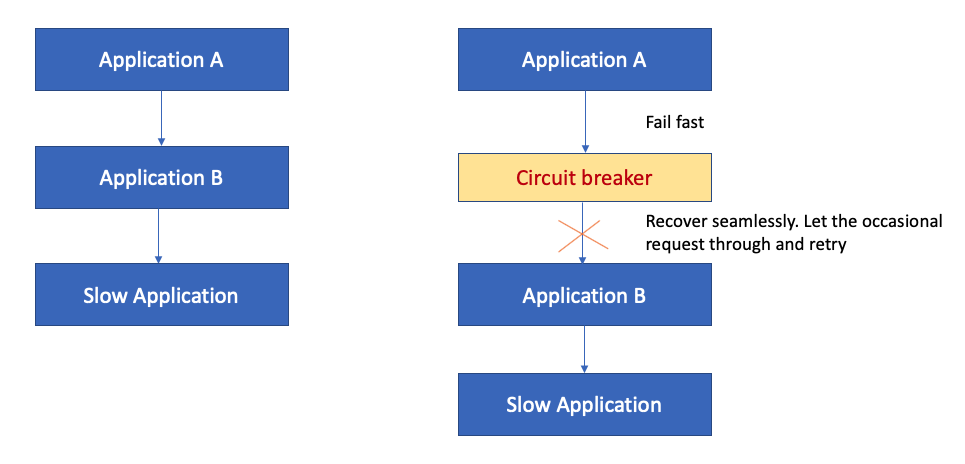 Application A
Application B
Slow Application
Application A
Fail fast
Circuit breaker
Recover seamlessly. Let the occasional
request through and retry
Application B
Slow Application